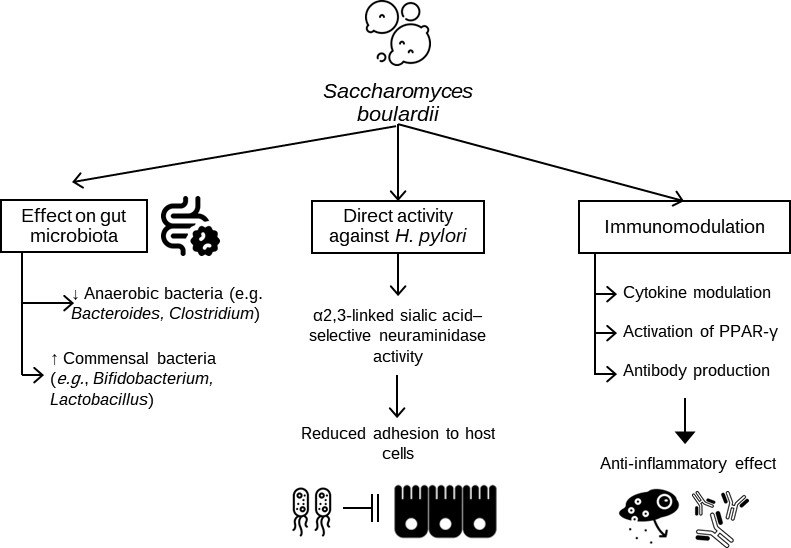 Saccharomyces
boulardii
Effect on gut
microbiota
↓ Anaerobic bacteria (e.g.
Bacteroides, Clostridium)
↑ Commensal bacteria
(e.g., Bifidobacterium,
Lactobacillus)
Direct activity
against H. pylori
α2,3-linked sialic acid–
selective neuraminidase
activity
Reduced adhesion to host
cells
Immunomodulation
Cytokine modulation
Activation of PPAR-γ
Antibody production
Anti-inflammatory effect